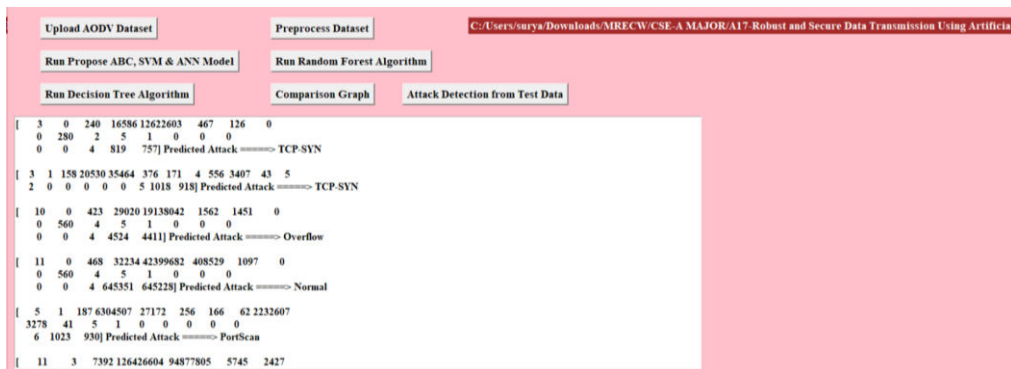 Upload AODV Dataset Preprocess Dataset C:/Users/surya/Downloads/MRECW/CSE-A MAJOR/A17-Robust and Secure Data Transmission Using Artificia
Run Propose ABC, SVM & ANN Model Run Random Forest Algorithm
Run Decision Tree Algorithm Comparison Graph Attack Detection from Test Data
[ 3 0 240 16586 12622603 467 126 0
0 280 2 5 1 0 0 0
0 0 4 819 757] Predicted Attack =====> TCP-SYN
[ 3 1 158 20530 35464 376 171 4 556 3407 43 5
2 0 0 0 0 0 5 1018 918] Predicted Attack =====> TCP-SYN
[ 10 0 423 29020 19138042 1562 1451 0
0 560 4 5 1 0 0 0
0 0 4 4524 4411] Predicted Attack =====> Overflow
[ 11 0 468 32234 42399682 408529 1097 0
0 560 4 5 1 0 0 0
0 0 4 645351 645228] Predicted Attack =====> Normal
[ 5 1 187 6304507 27172 256 166 62 2232607
3278 41 5 1 0 0 0 0 0
6 1023 930] Predicted Attack =====> PortScan
[ 11 3 7392 126426604 94877805 5745 2427